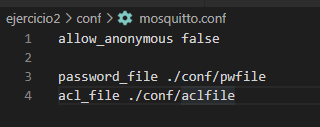 ejercicio2 > conf > mosquitto.conf
1 allow_anonymous false
2
3 password_file ./conf/pwfile
4 acl_file ./conf/aclfile